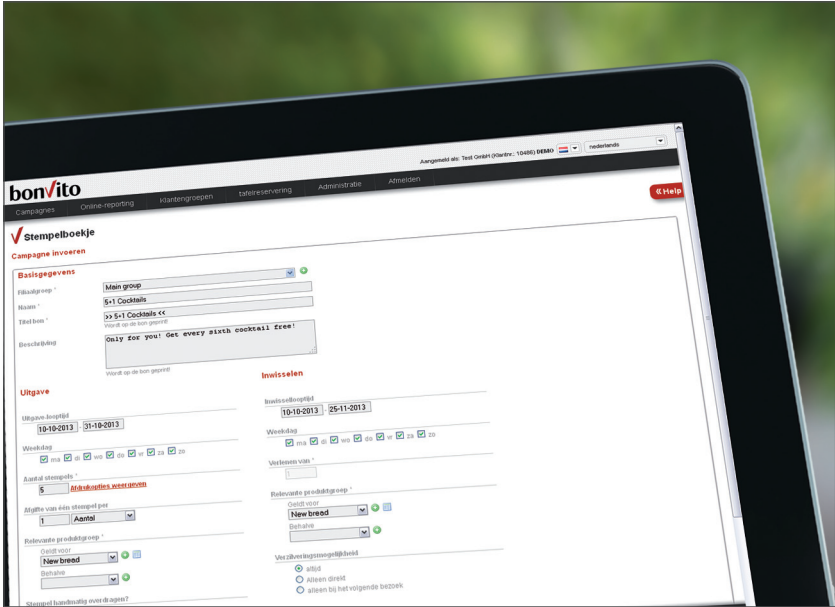 Aangemeld als: Test GmbH (Klantnr.: 10486) DEMO nederlands
bonVito
Campagnes Online-reporting Klantengroepen tafelreservering Administratie Afmelden
« Help
Stempelboekje
Campagne invoeren
Basisgegevens
Filiaalgroep * Main group
Naam * 5+1 Cocktails
Titel bon * >> 5+1 Cocktails <<
Wordt op de bon geprint!
Beschrijving Only for you! Get every sixth cocktail free!
Wordt op de bon geprint!
Uitgave
Uitgave-looptijd
10-10-2013 - 31-10-2013
Weekdag
ma di wo do vr za zo
Aantal stempels *
5 Afdrukopties weergeven
Afgifte van één stempel per
1 Aantal
Relevante produktgroep *
Geldt voor
New bread
Behalve
Stempel handmatig overdragen?
Inwisselen
Inwissellooptijd
10-10-2013 - 25-11-2013
Weekdag
ma di wo do vr za zo
Verlenen van *
1
Relevante produktgroep *
Geldt voor
New bread
Behalve
Verzilveringsmogelijkheid
altijd
Alleen direkt
alleen bij het volgende bezoek